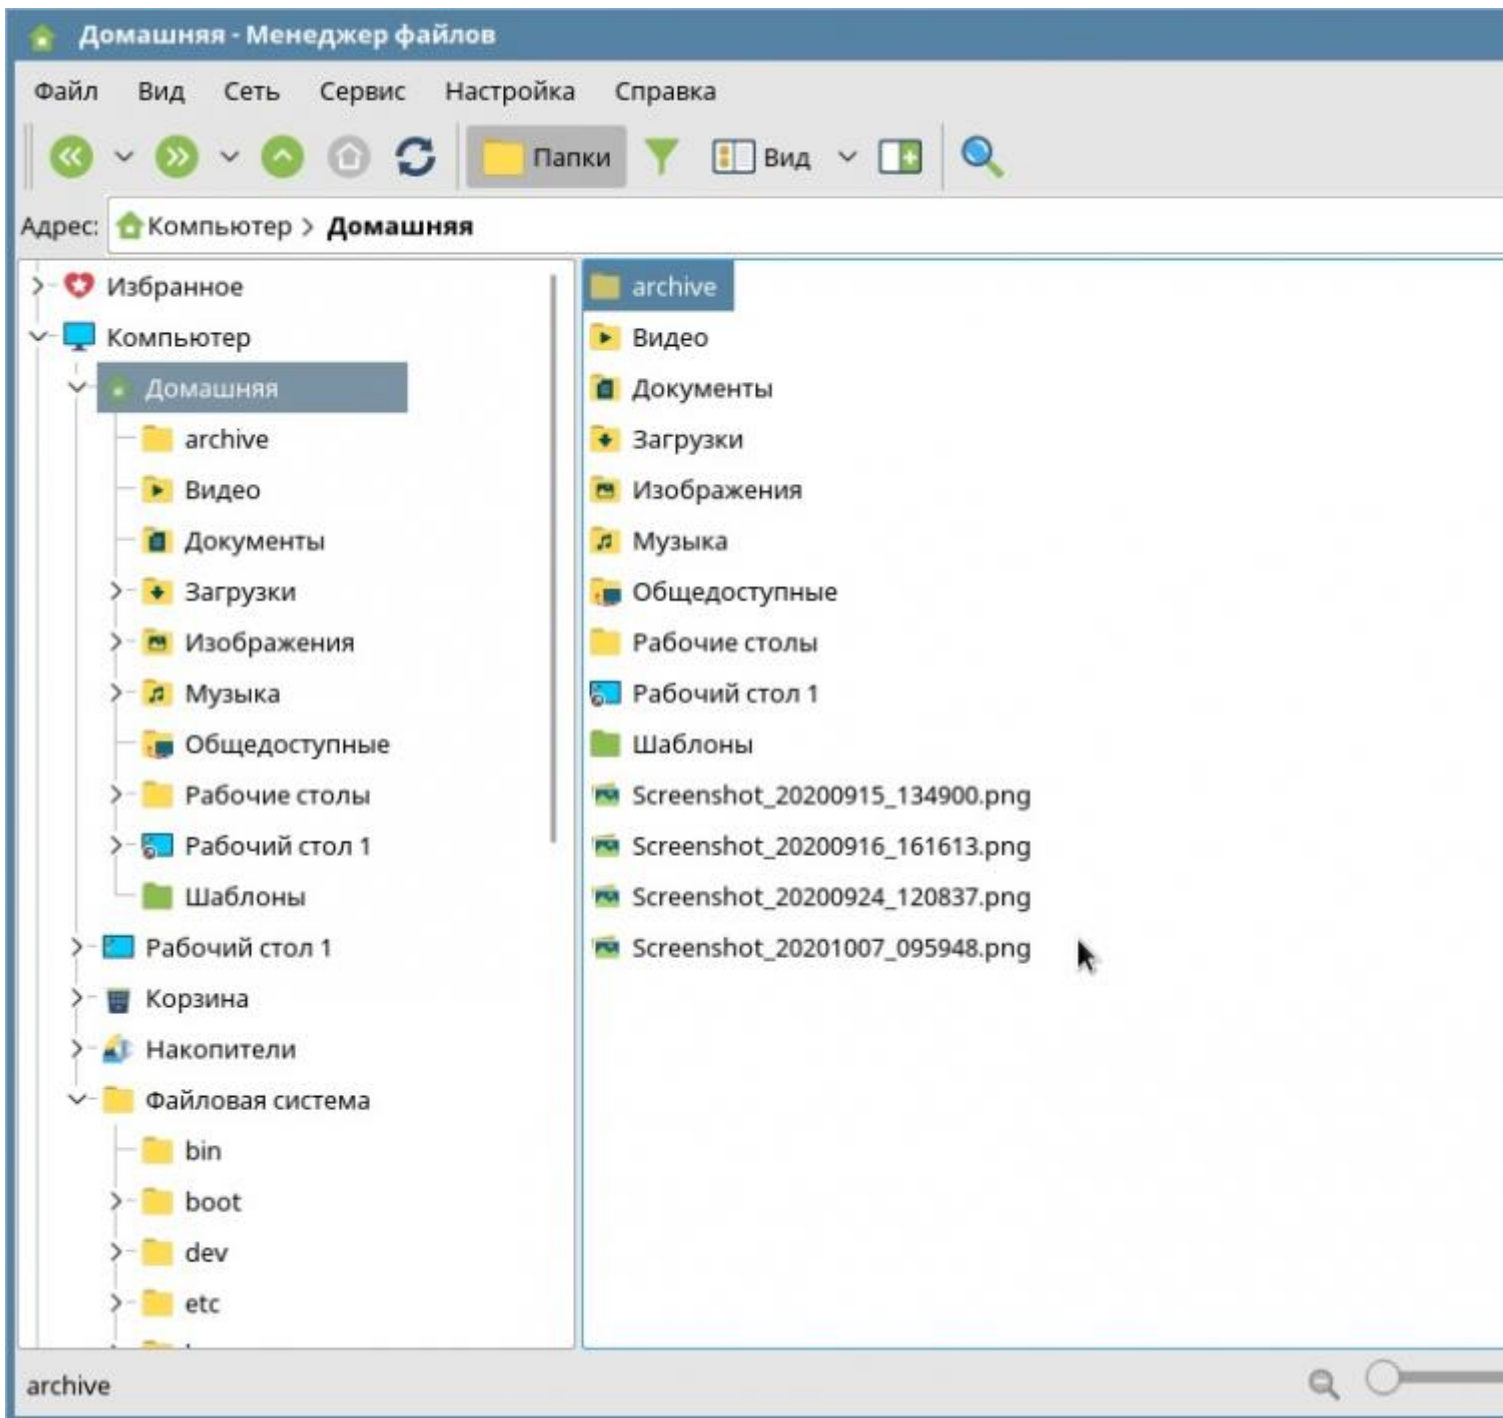 Домашняя - Менеджер файлов
Файл Вид Сеть Сервис Настройка Справка
Папки Вид
Адрес: Компьютер > Домашняя
Избранное
Компьютер
Домашняя
archive
Видео
Документы
Загрузки
Изображения
Музыка
Общедоступные
Рабочие столы
Рабочий стол 1
Шаблоны
Рабочий стол 1
Корзина
Накопители
Файловая система
bin
boot
dev
etc
archive
Видео
Документы
Загрузки
Изображения
Музыка
Общедоступные
Рабочие столы
Рабочий стол 1
Шаблоны
Screenshot_20200915_134900.png
Screenshot_20200916_161613.png
Screenshot_20200924_120837.png
Screenshot_20201007_095948.png
archive